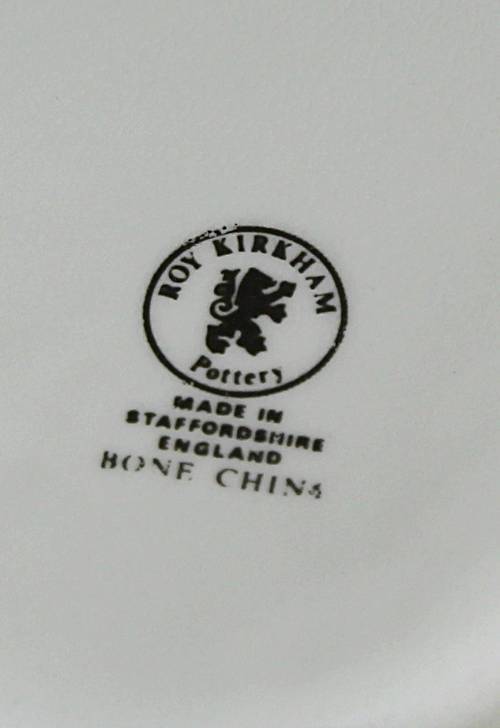 ROY KIRKHAM
Pottery
MADE IN
STAFFORDSHIRE
ENGLAND
BONE CHINA